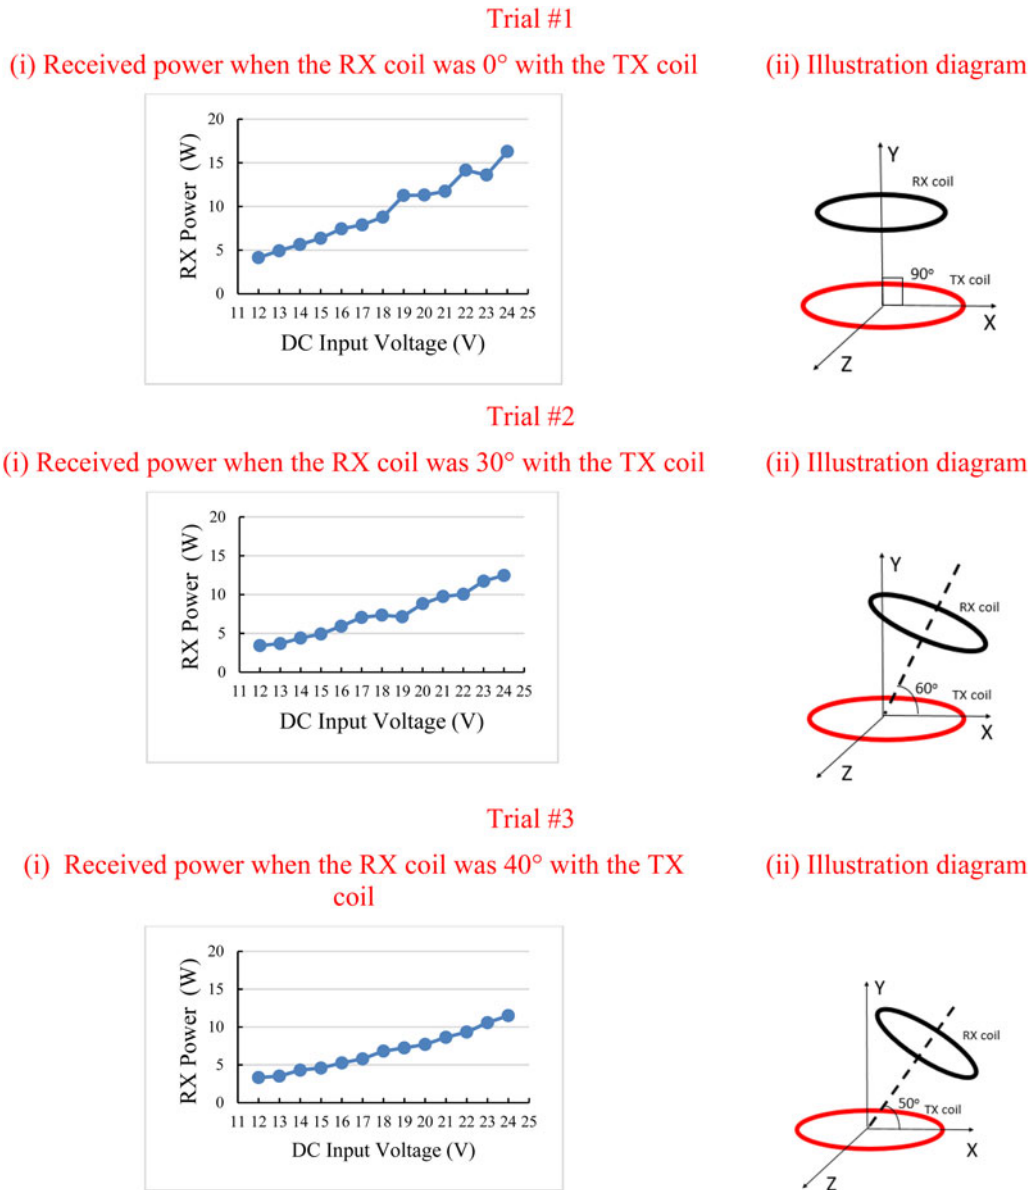 Trial #1
(i) Received power when the RX coil was 0° with the TX coil
(ii) Illustration diagram
20
15
10
5
0
RX Power (W)
11 12 13 14 15 16 17 18 19 20 21 22 23 24 25
DC Input Voltage (V)
Y
RX coil
90°
TX coil
X
Z
Trial #2
(i) Received power when the RX coil was 30° with the TX coil
(ii) Illustration diagram
20
15
10
5
0
RX Power (W)
11 12 13 14 15 16 17 18 19 20 21 22 23 24 25
DC Input Voltage (V)
Y
RX coil
60°
TX coil
X
Z
Trial #3
(i) Received power when the RX coil was 40° with the TX
coil
(ii) Illustration diagram
20
15
10
5
0
RX Power (W)
11 12 13 14 15 16 17 18 19 20 21 22 23 24 25
DC Input Voltage (V)
Y
RX coil
50°
TX coil
X
Z